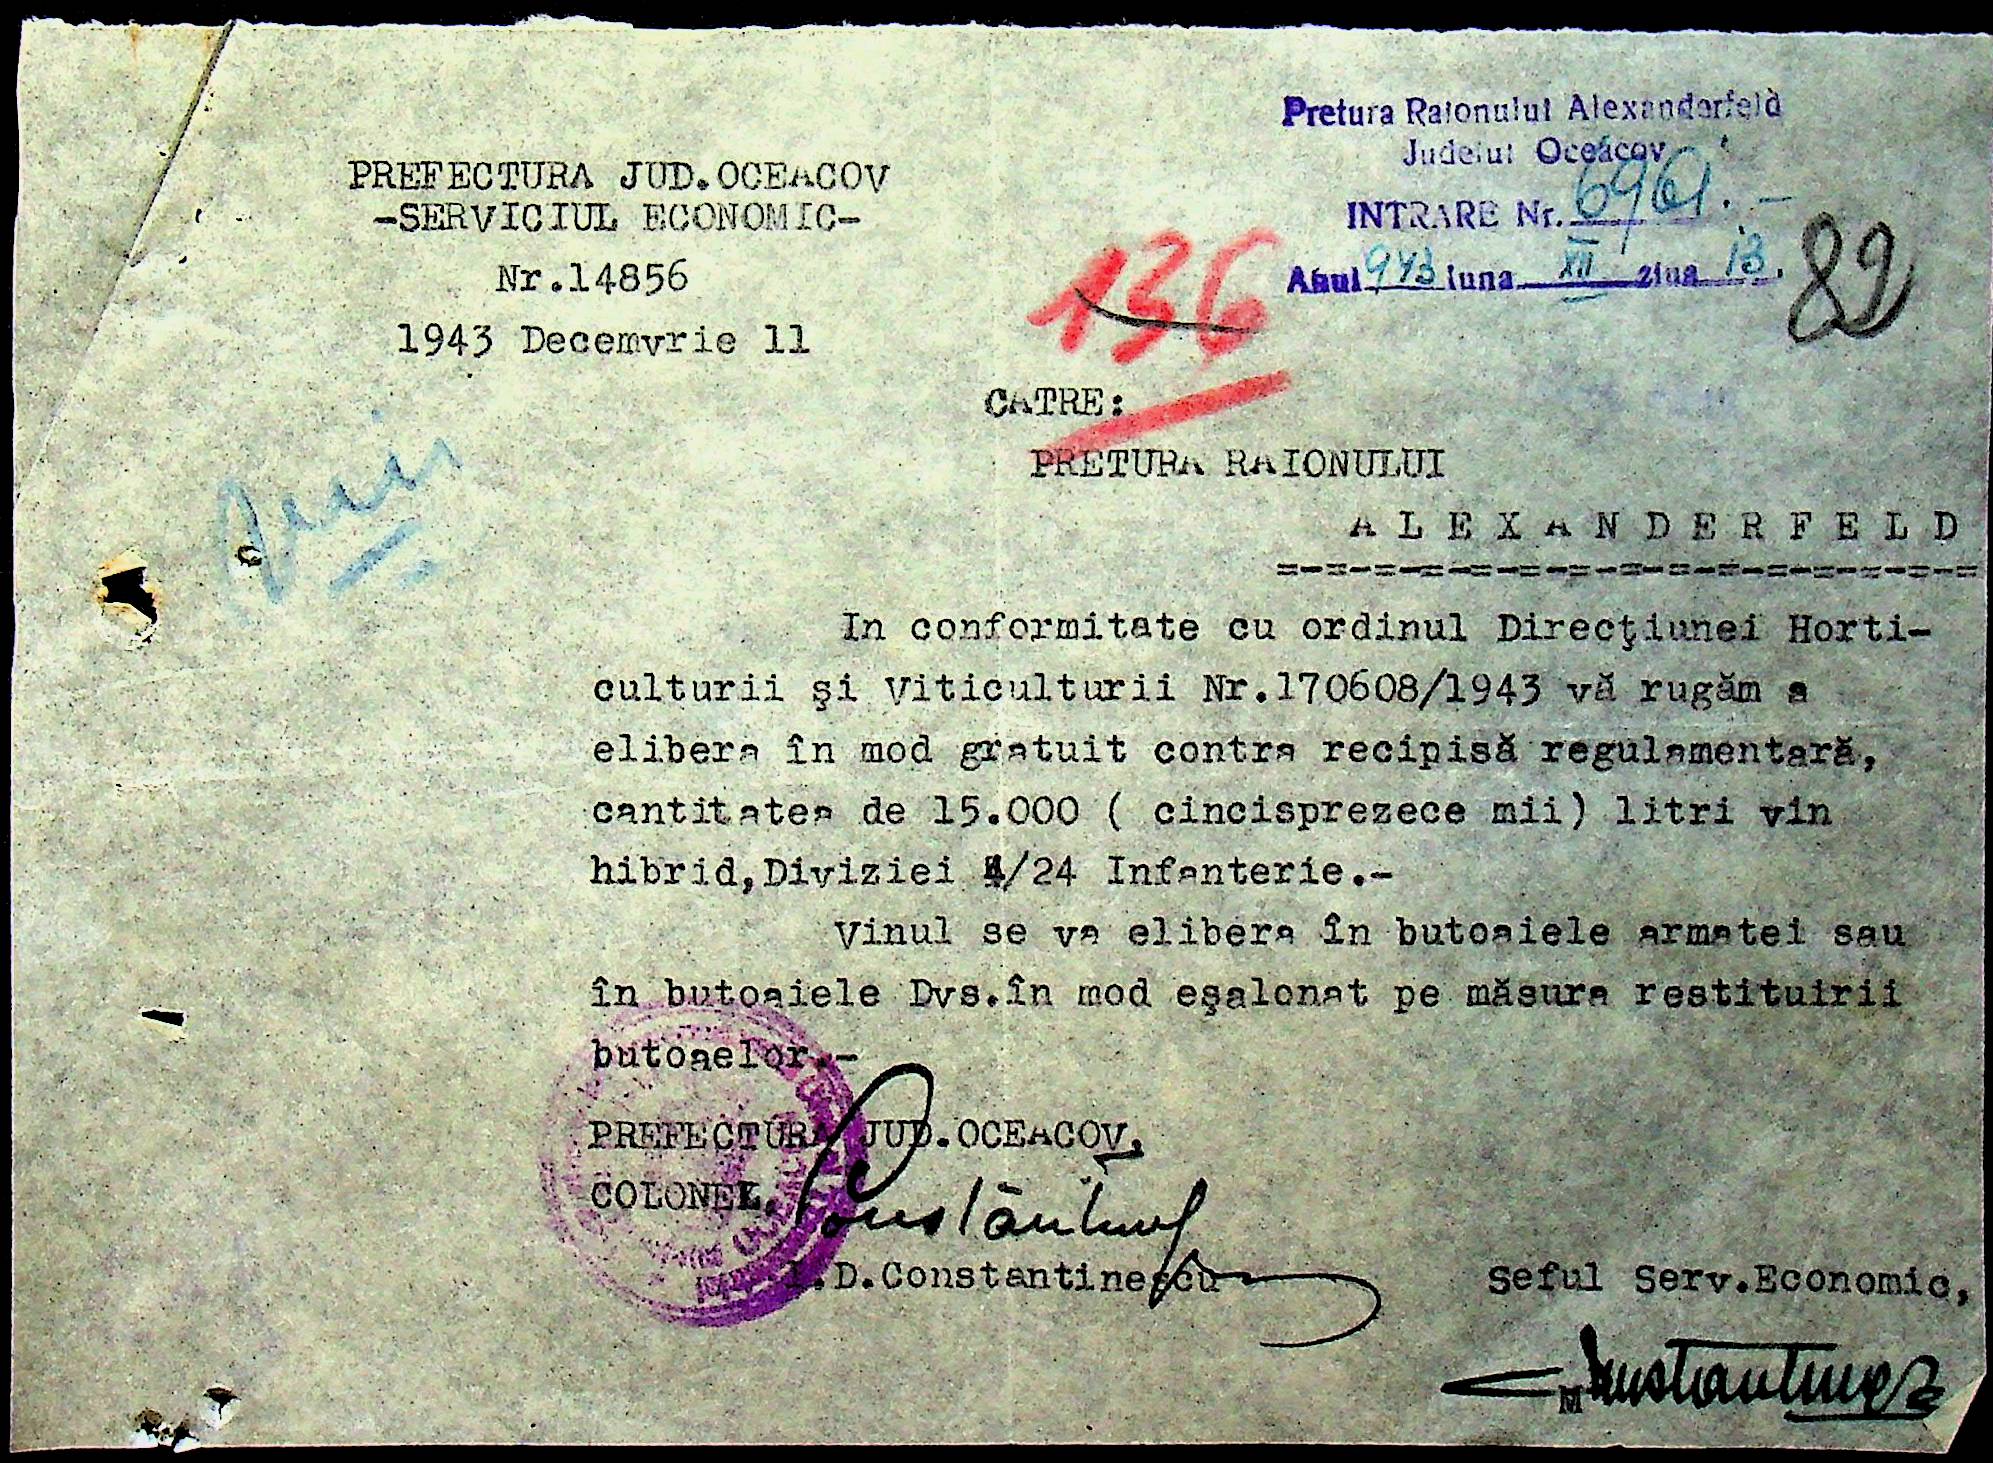 Pretura Raionului Alexanderfeld
Judeiul Oceacov
INTRARE Nr. 6961.-
Anul 943 luna XII ziua 13.
82
136
PREFECTURA JUD.OCEACOV
-SERVICIUL ECONOMIC-
Nr.14856
1943 Decemvrie 11
CATRE:
PRETURA RAIONULUI
ALEXANDERFELD
=-=-=-=-=-=-=-=-=-=-=-=-=-=-=
In conformitate cu ordinul Direcţiunei Horti-
culturii şi Viticulturii Nr.170608/1943 vă rugăm a
elibera în mod gratuit contra recipisă regulamentară,
cantitatea de 15.000 ( cincisprezece mii) litri vin
hibrid,Diviziei 4/24 Infanterie.-
Vinul se va elibera în butoaiele armatei sau
în butoaiele Dvs.în mod eşalonat pe măsura restituirii
butoaelor.-
PREFECTURA JUD.OCEACOV,
COLONEL,
I.D.Constantinescu
Seful Serv.Economic,